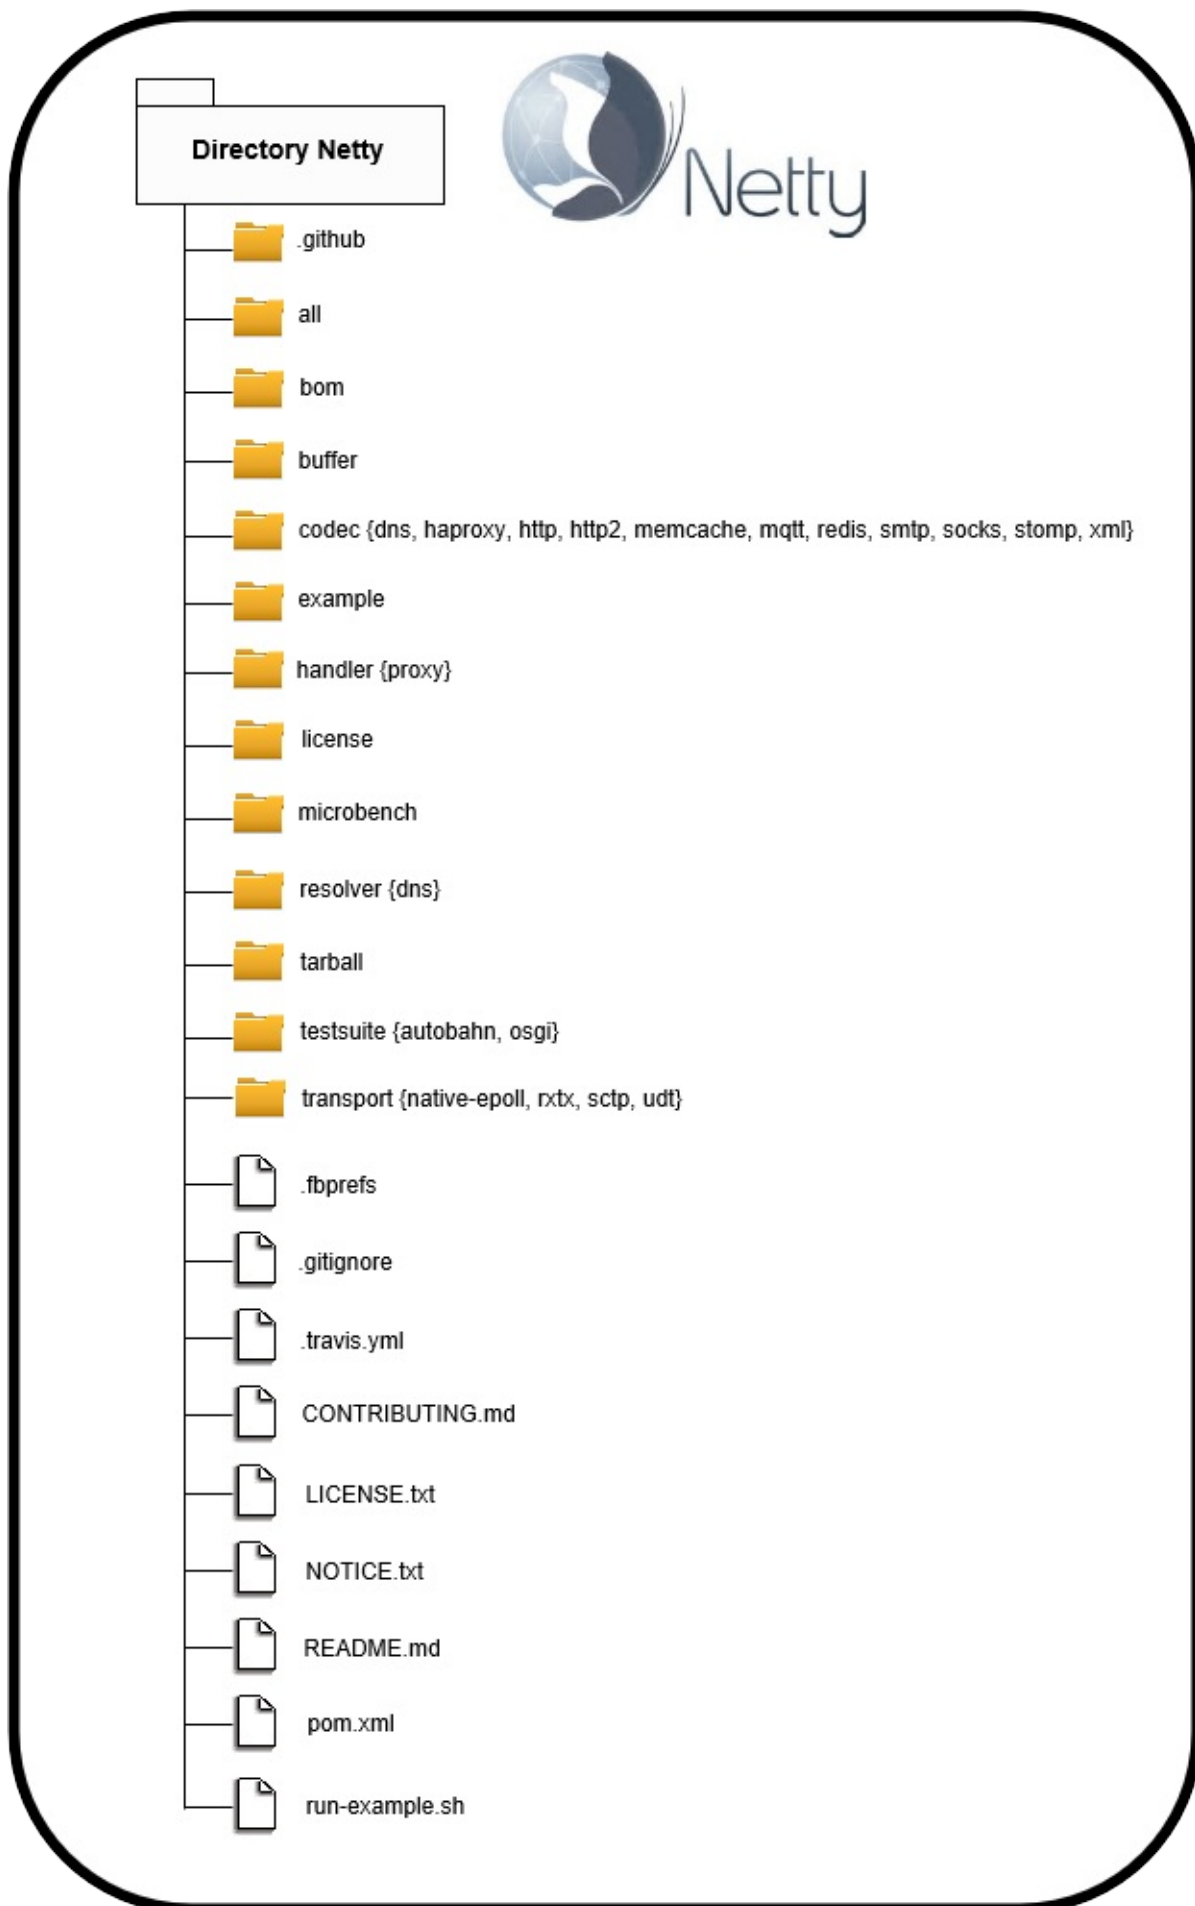 Directory Netty
Netty
.github
all
bom
buffer
codec {dns, haproxy, http, http2, memcache, mqtt, redis, smtp, socks, stomp, xml}
example
handler {proxy}
license
microbench
resolver {dns}
tarball
testsuite {autobahn, osgi}
transport {native-epoll, rxtx, sctp, udt}
.fbprefs
.gitignore
.travis.yml
CONTRIBUTING.md
LICENSE.txt
NOTICE.txt
README.md
pom.xml
run-example.sh